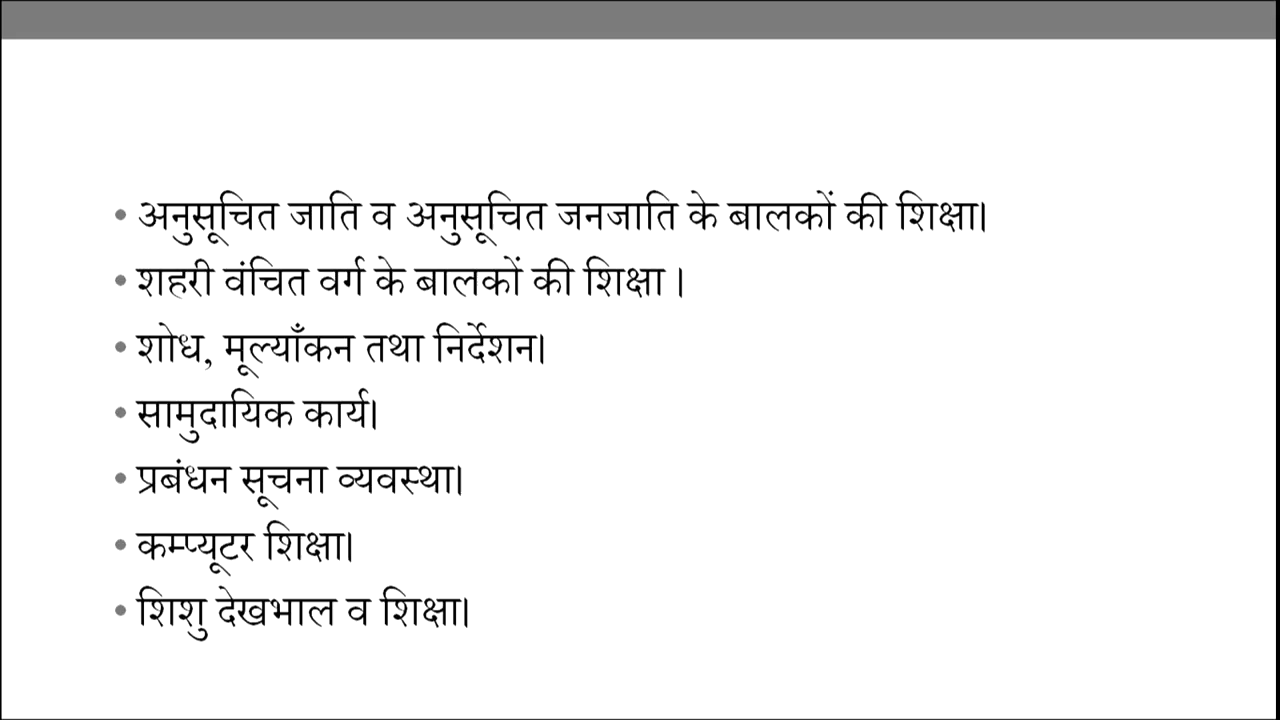 • अनुसूचित जाति व अनुसूचित जनजाति के बालकों की शिक्षा।
• शहरी वंचित वर्ग के बालकों की शिक्षा ।
• शोध, मूल्याँकन तथा निर्देशन।
• सामुदायिक कार्य।
• प्रबंधन सूचना व्यवस्था।
• कम्प्यूटर शिक्षा।
• शिशु देखभाल व शिक्षा।